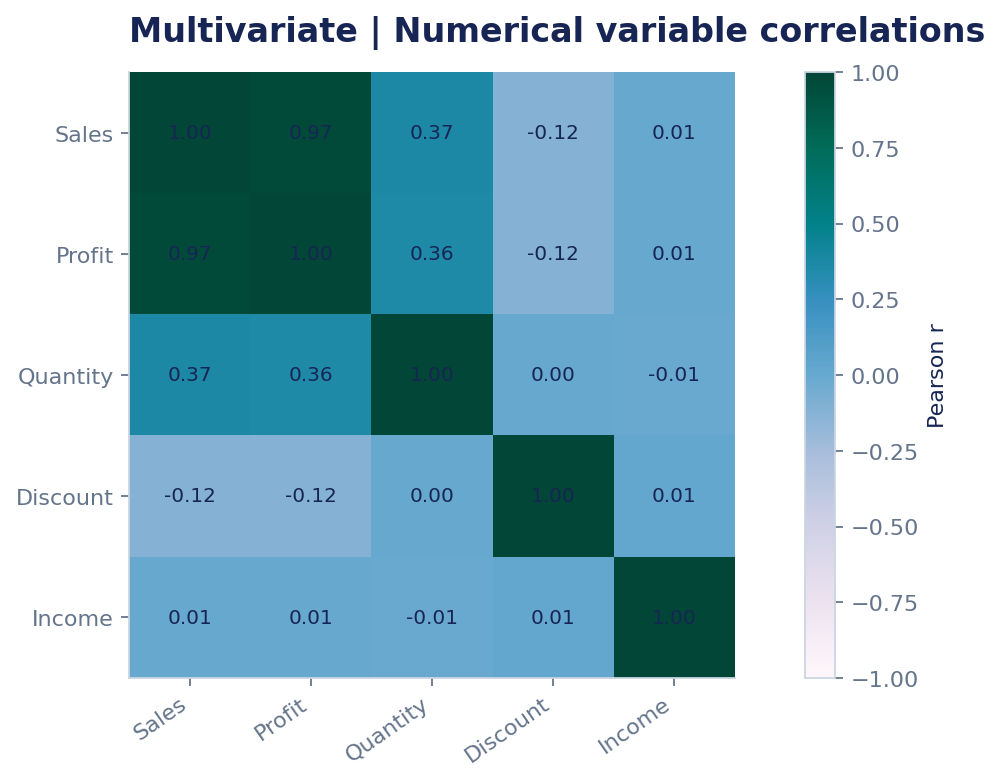 Multivariate | Numerical variable correlations
Sales 1.00 0.97 0.37 -0.12 0.01
Profit 0.97 1.00 0.36 -0.12 0.01
Quantity 0.37 0.36 1.00 0.00 -0.01
Discount -0.12 -0.12 0.00 1.00 0.01
Income 0.01 0.01 -0.01 0.01 1.00
Sales Profit Quantity Discount Income
1.00
0.75
0.50
0.25
0.00
−0.25
−0.50
−0.75
−1.00
Pearson r